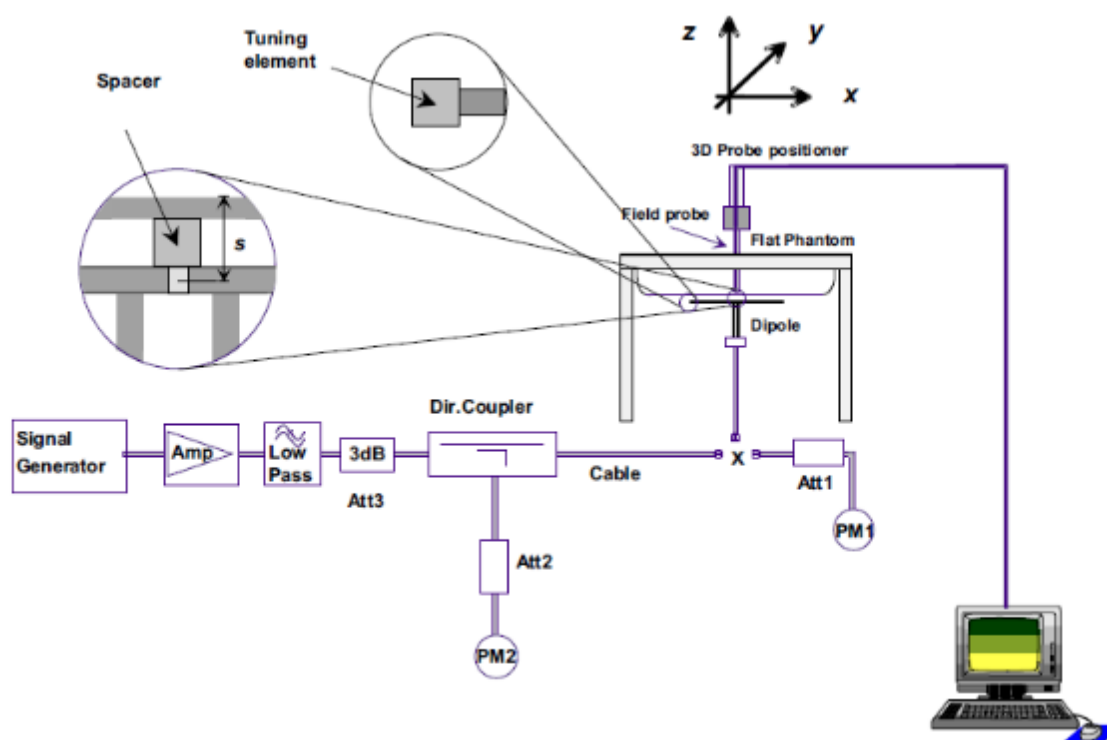 Tuning
element
Spacer
z
y
x
3D Probe positioner
Field probe
Flat Phantom
s
Dipole
Dir.Coupler
Signal
Generator
Amp
Low
Pass
3dB
Att3
Cable
X
Att1
PM1
Att2
PM2